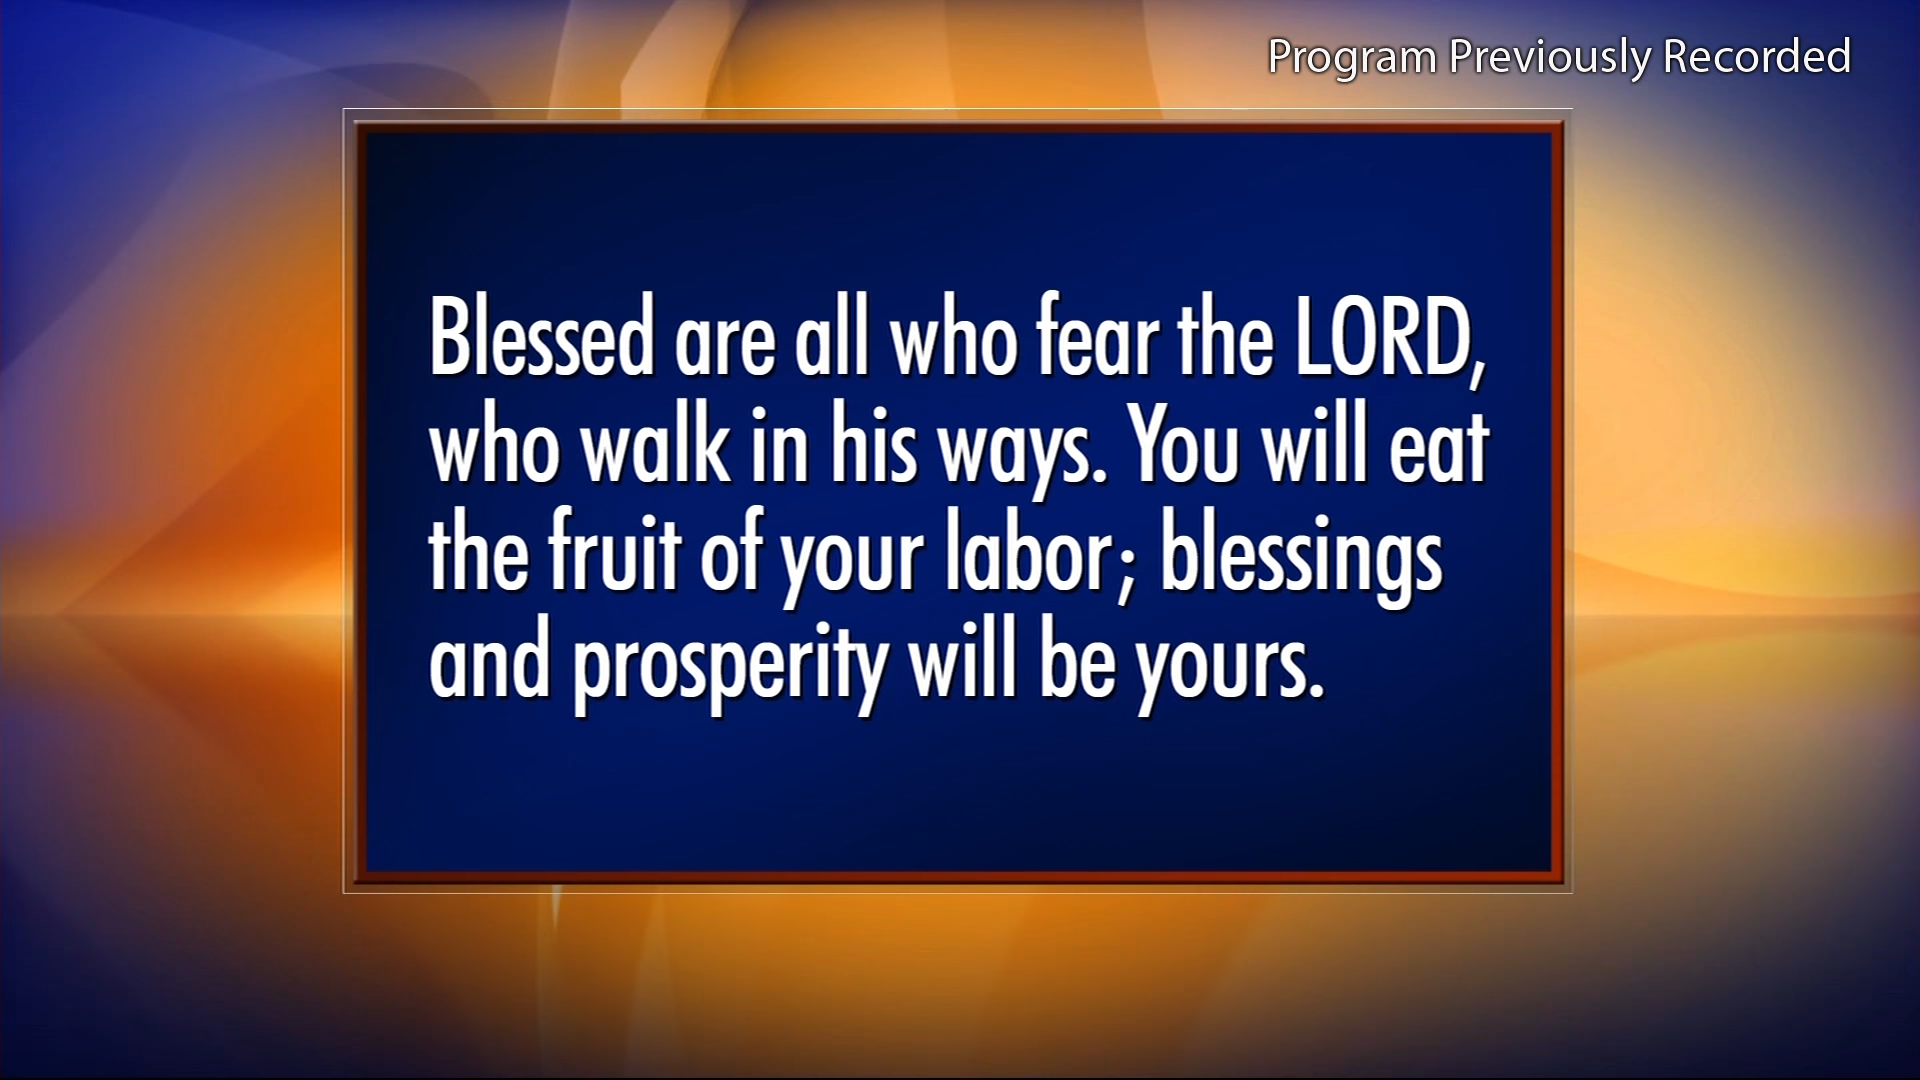 Program Previously Recorded
Blessed are all who fear the LORD,
who walk in his ways. You will eat
the fruit of your labor; blessings
and prosperity will be yours.